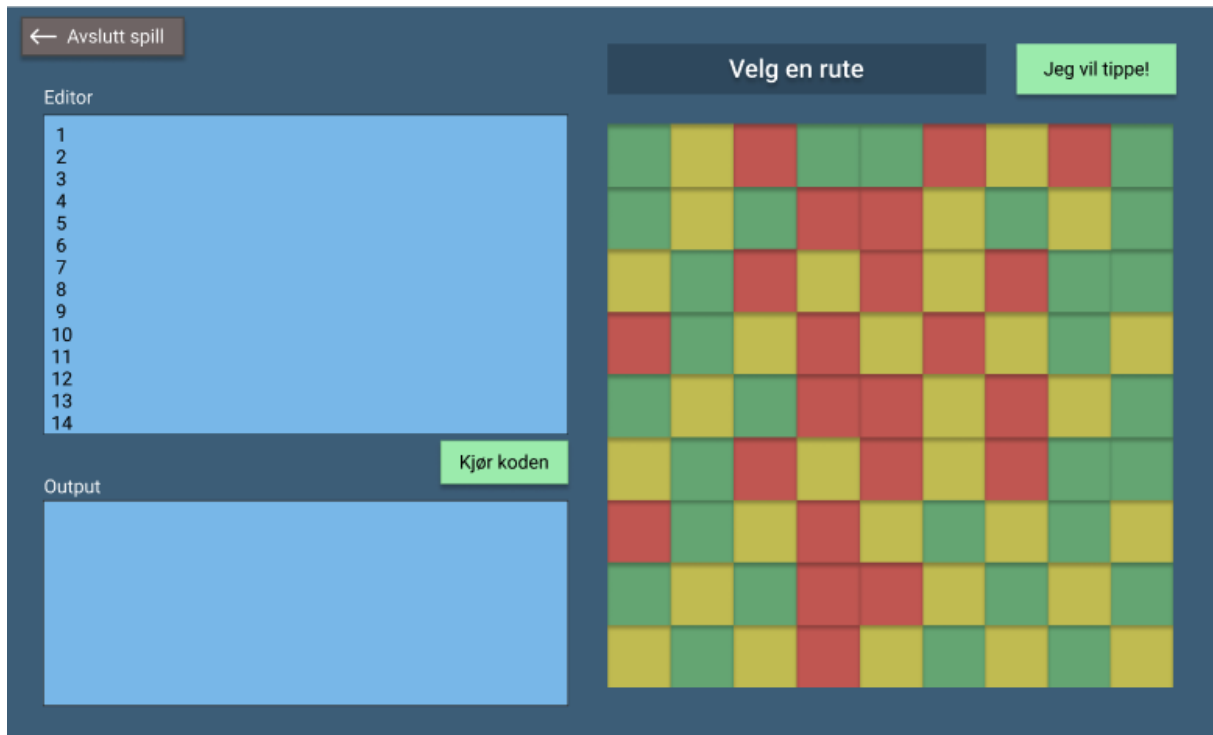 ← Avslutt spill
Velg en rute
Jeg vil tippe!
Editor
1
2
3
4
5
6
7
8
9
10
11
12
13
14
Kjør koden
Output